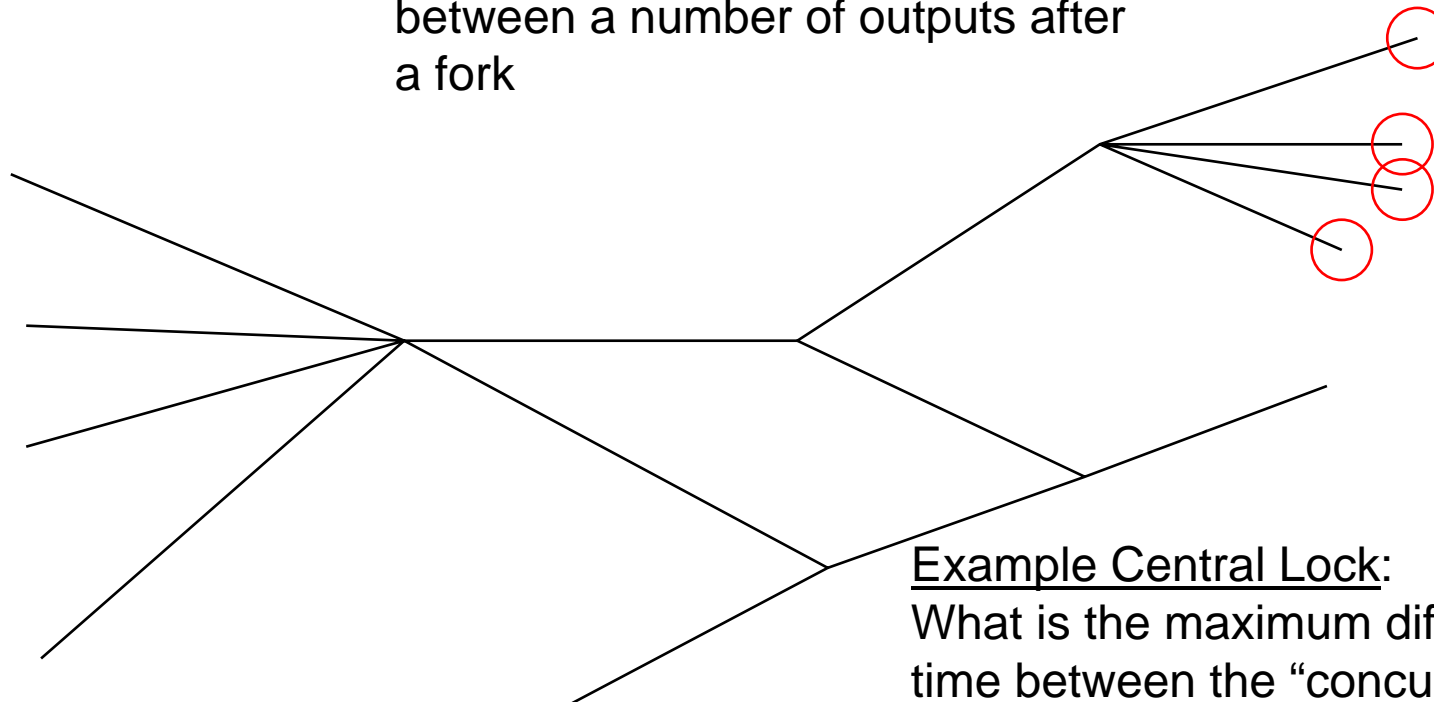 between a number of outputs after
a fork
Example Central Lock:
What is the maximum dif
time between the “concu